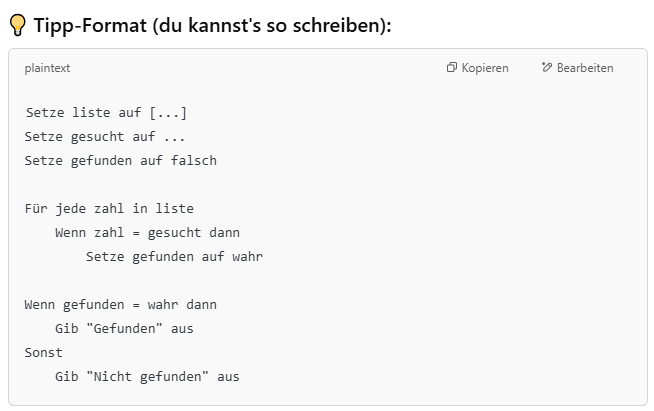 💡 Tipp-Format (du kannst's so schreiben):
plaintext
Kopieren
Bearbeiten
Setze liste auf [...]
Setze gesucht auf ...
Setze gefunden auf falsch
Für jede zahl in liste
    Wenn zahl = gesucht dann
        Setze gefunden auf wahr
Wenn gefunden = wahr dann
    Gib "Gefunden" aus
Sonst
    Gib "Nicht gefunden" aus